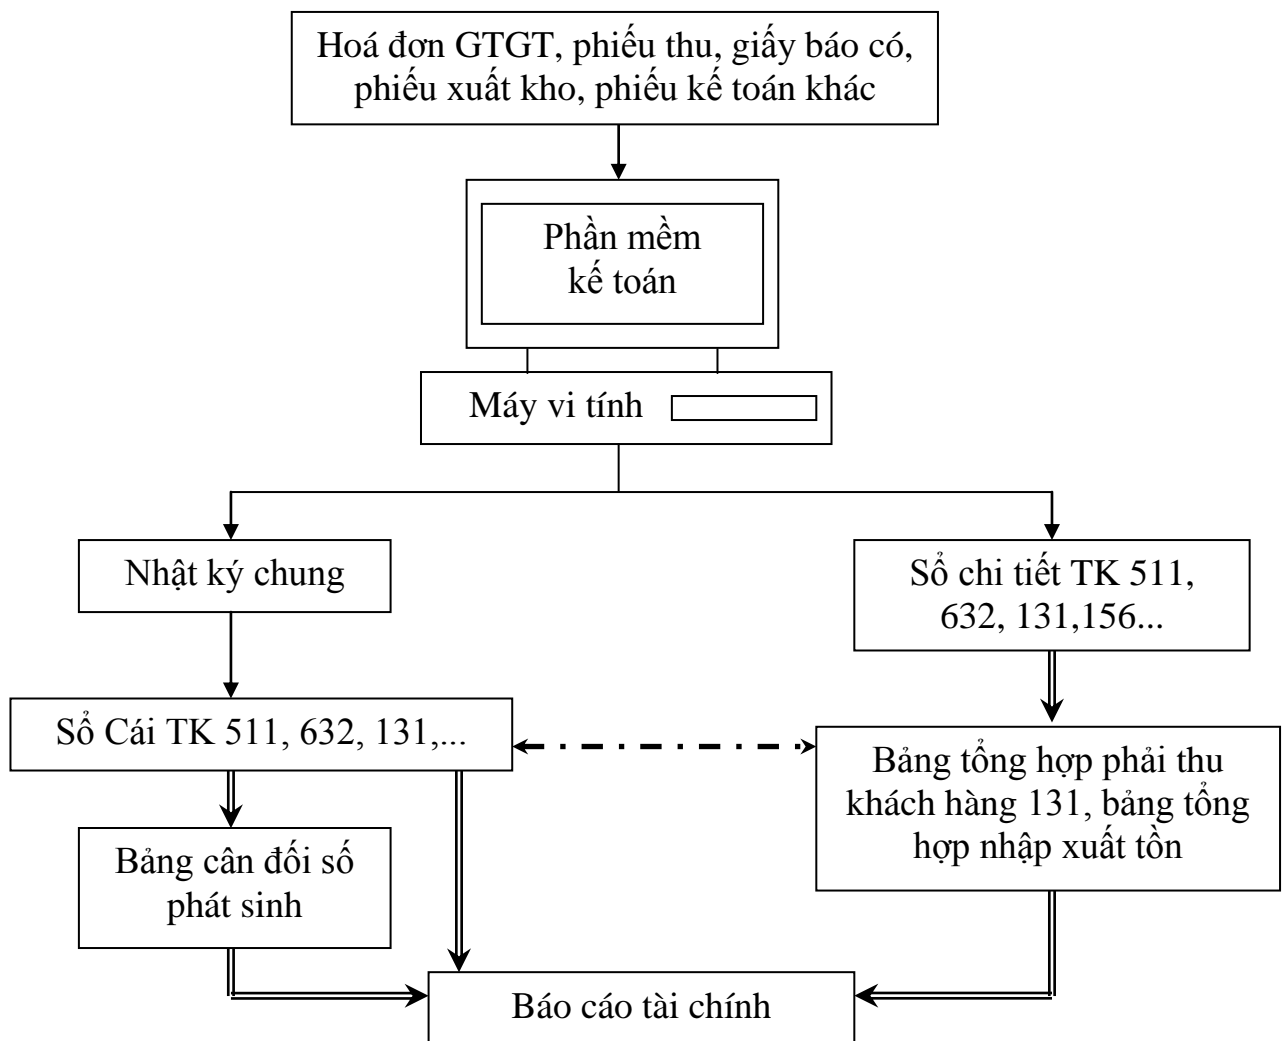 Hoá đơn GTGT, phiếu thu, giấy báo có,
phiếu xuất kho, phiếu kế toán khác
Phần mềm
kế toán
Máy vi tính
Nhật ký chung
Sổ chi tiết TK 511,
632, 131,156...
Sổ Cái TK 511, 632, 131,...
Bảng tổng hợp phải thu
khách hàng 131, bảng tổng
hợp nhập xuất tồn
Bảng cân đối số
phát sinh
Báo cáo tài chính